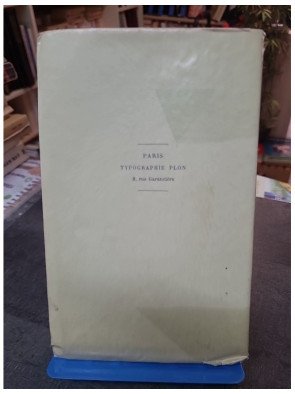 PARIS
TYPOGRAPHIE PLON
8, rue Garancière